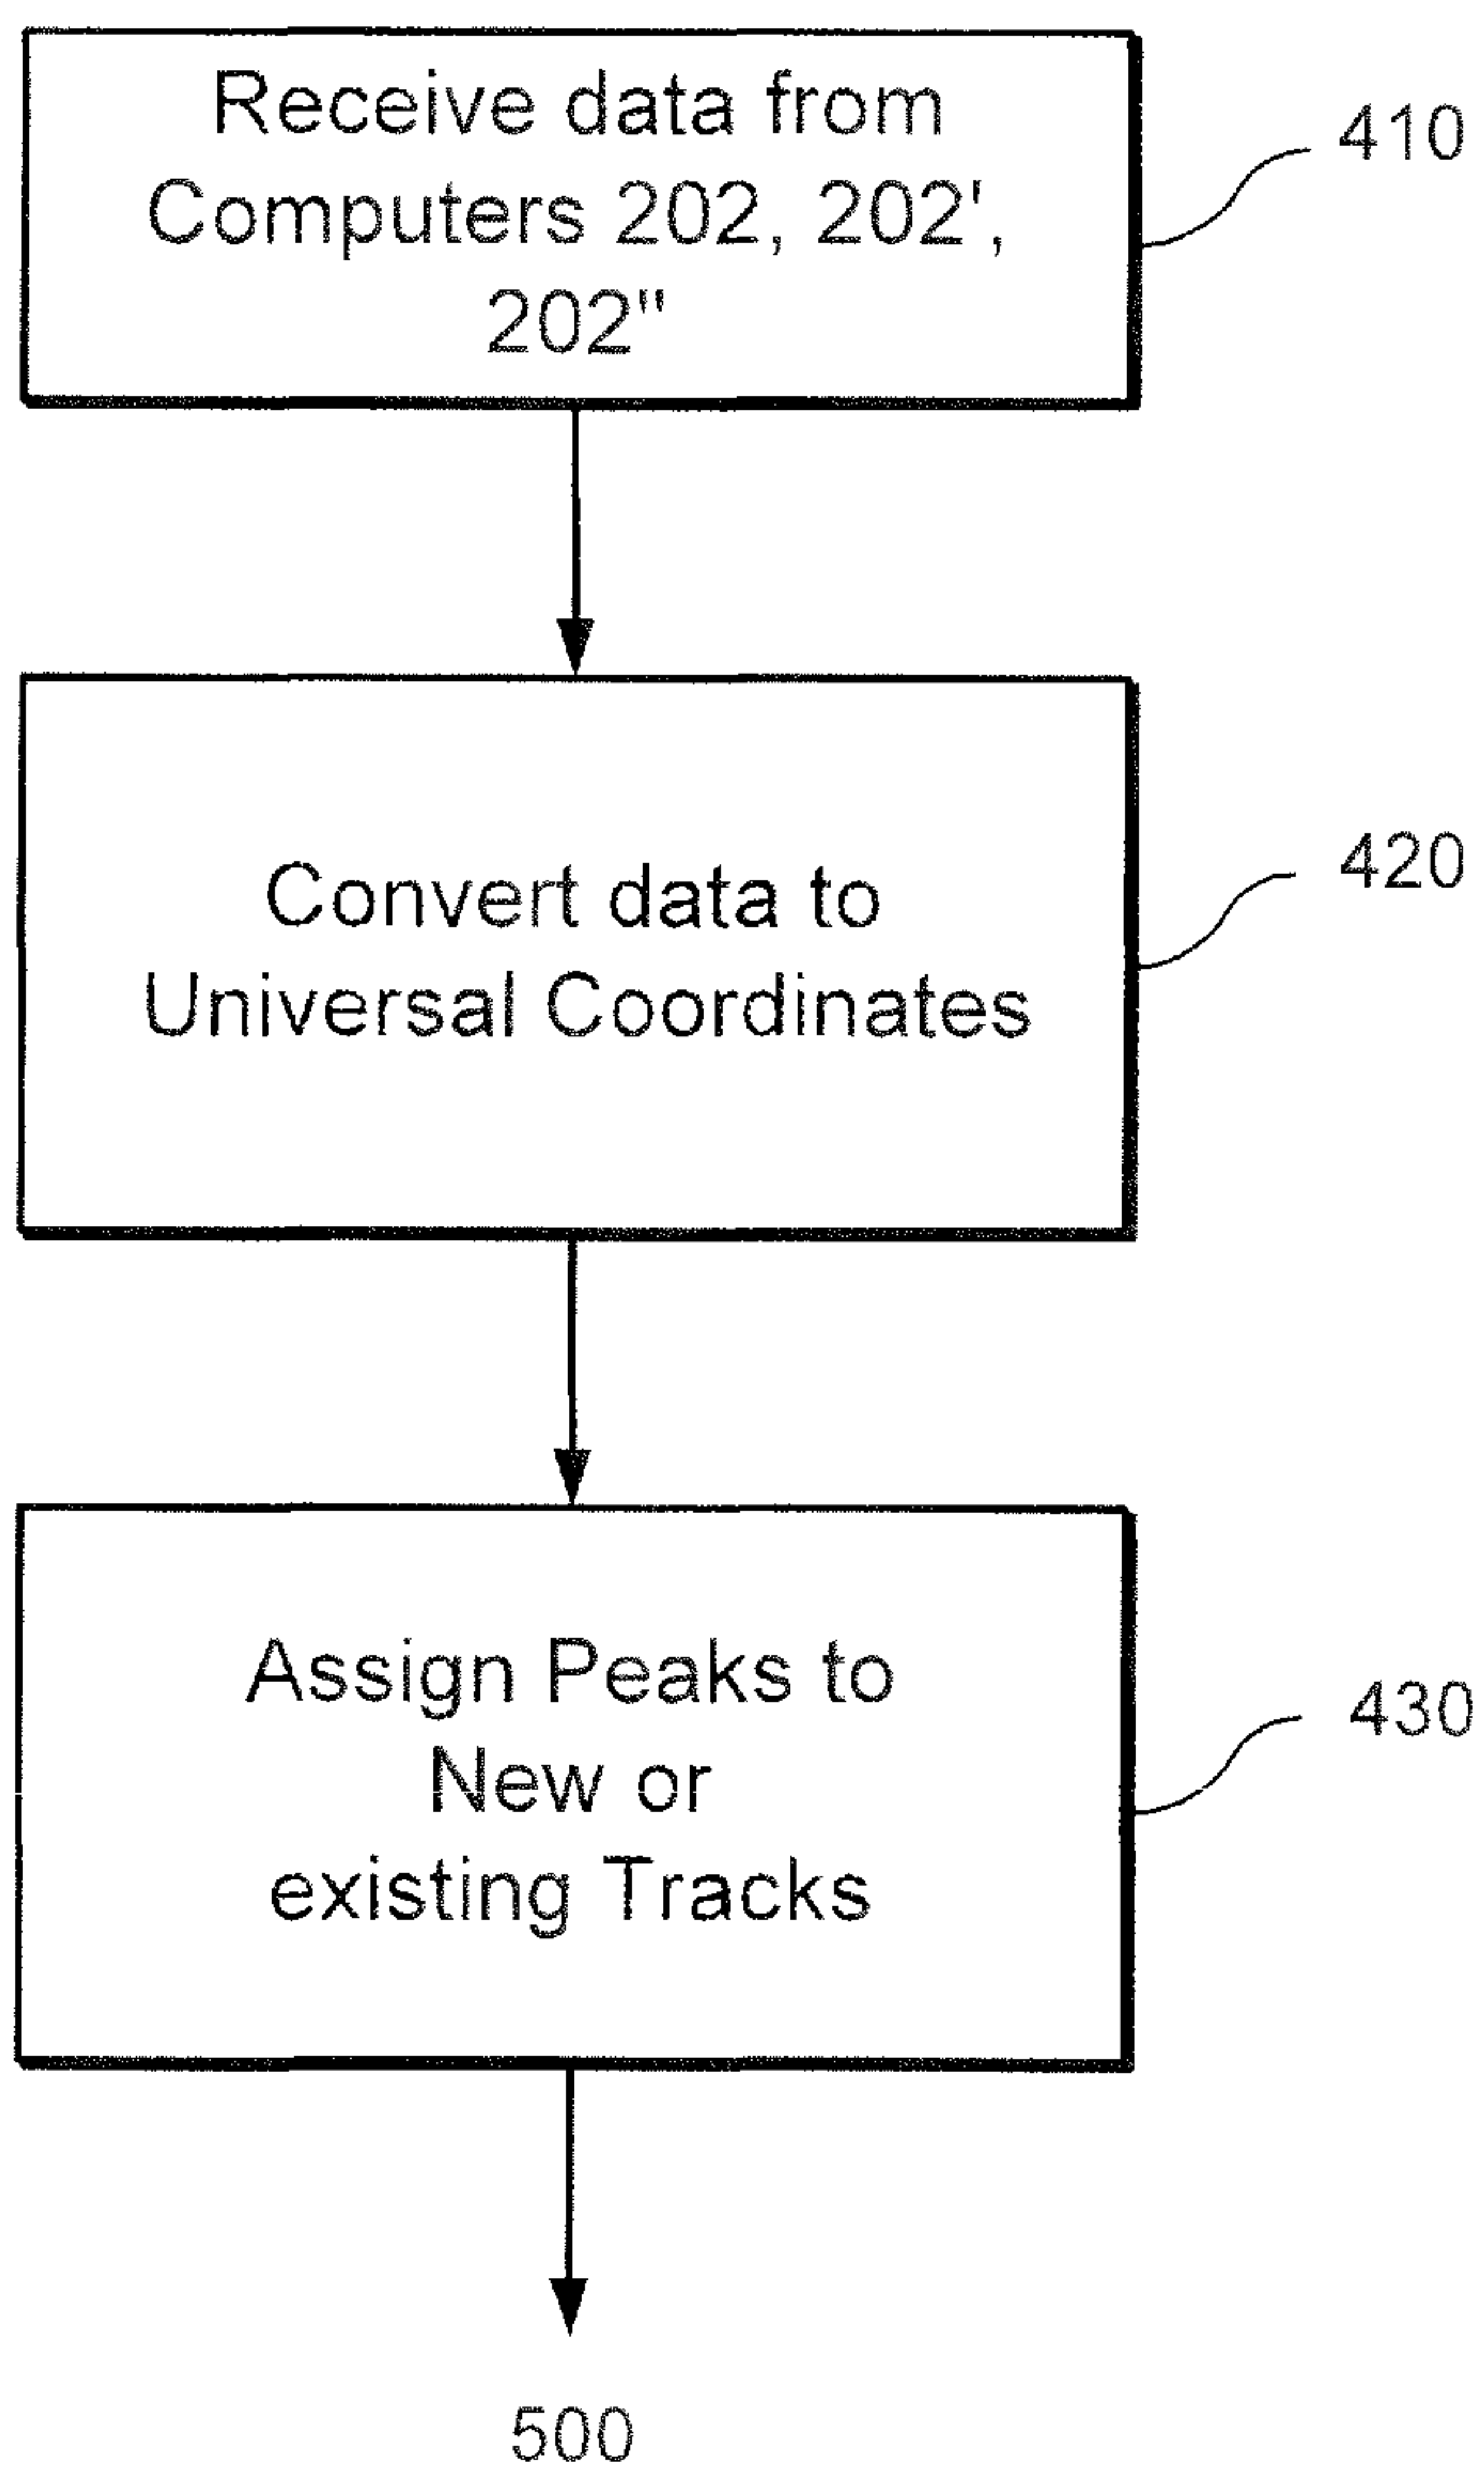 Receive data from
Computers 202, 202',
202"
410
Convert data to
Universal Coordinates
420
Assign Peaks to
New or
existing Tracks
430
500